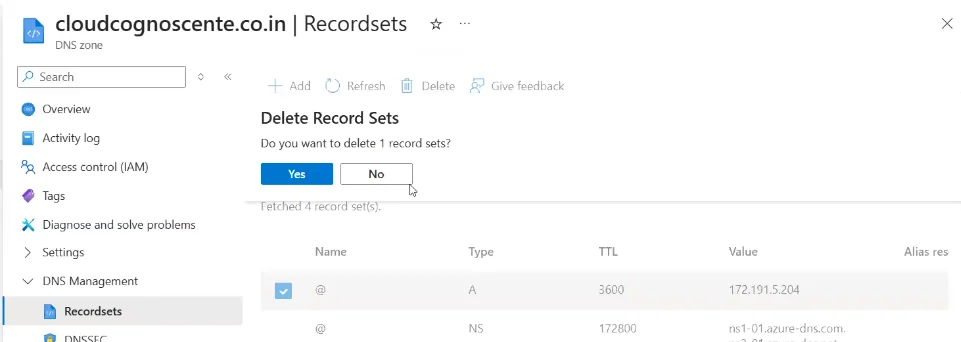 cloudcognoscente.co.in | Recordsets
DNS zone
Search
Overview
Activity log
Access control (IAM)
Tags
Diagnose and solve problems
Settings
DNS Management
Recordsets
DNSSEC
Add Refresh Delete Give feedback
Delete Record Sets
Do you want to delete 1 record sets?
Yes No
Fetched 4 record set(s).
Name Type TTL Value Alias res
@ A 3600 172.191.5.204
@ NS 172800 ns1-01.azure-dns.com.